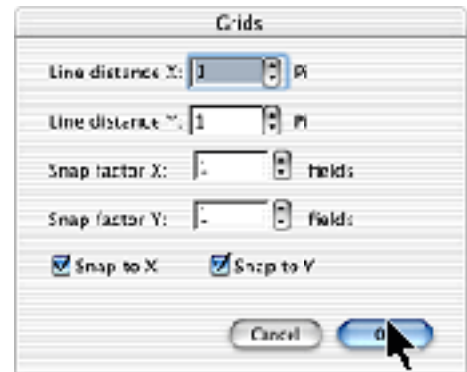 Grids
Line distance X: 1 Pi
Line distance Y: 1 Pi
Snap factor X: fields
Snap factor Y: fields
Snap to X Snap to Y
Cancel